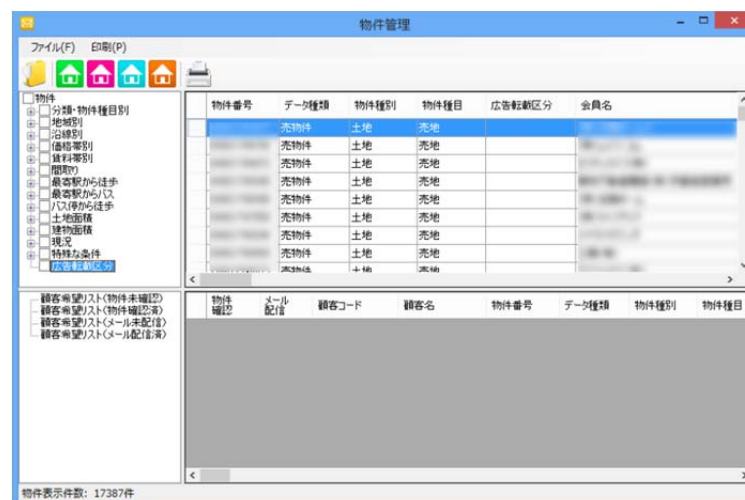 物件管理
ファイル(F) 印刷(P)
物件
分類・物件種目別
地域別
沿線別
価格帯別
賃料帯別
間取り
最寄駅から徒歩
最寄駅からバス
バス停から徒歩
土地面積
建物面積
現況
特殊な条件
広告転載区分
物件番号 データ種類 物件種別 物件種目 広告転載区分 会員名
売物件 土地 売地
売物件 土地 売地
売物件 土地 売地
売物件 土地 売地
売物件 土地 売地
売物件 土地 売地
売物件 土地 売地
売物件 土地 売地
売物件 土地 売地
顧客希望リスト(物件未確認)
顧客希望リスト(物件確認済)
顧客希望リスト(メール未配信)
顧客希望リスト(メール配信済)
物件確認 メール配信 顧客コード 顧客名 物件番号 データ種類 物件種別 物件種目
物件表示件数: 17387件